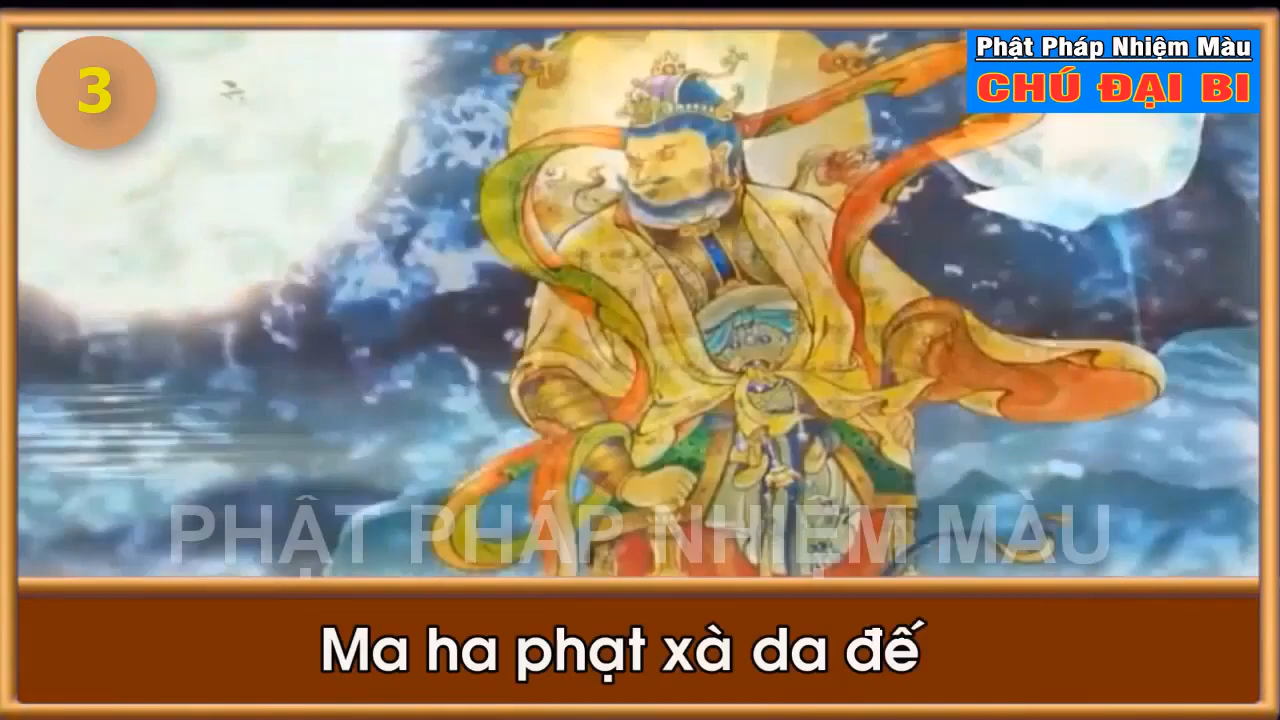 3
Phật Pháp Nhiệm Màu
CHÚ ĐẠI BI
PHẬT PHÁP NHIỆM MÀU
Ma ha phạt xà da đế